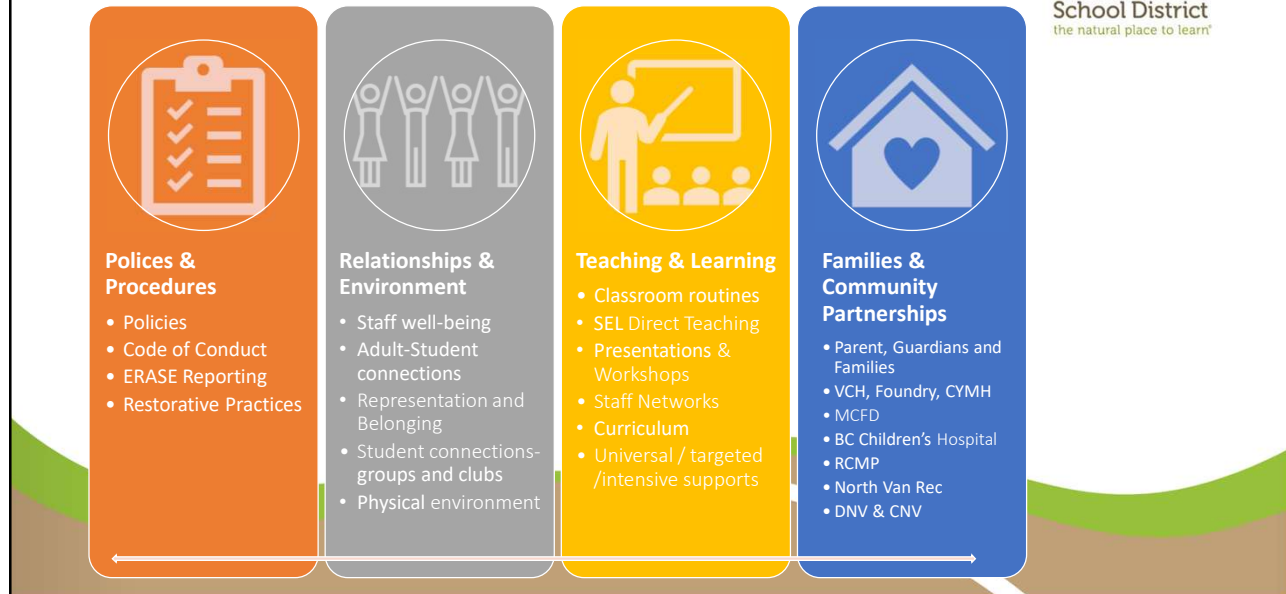 School District
the natural place to learn®
Polices &
Procedures
• Policies
• Code of Conduct
• ERASE Reporting
• Restorative Practices
Relationships &
Environment
• Staff well-being
• Adult-Student
connections
• Representation and
Belonging
• Student connections-
groups and clubs
• Physical environment
Teaching & Learning
• Classroom routines
• SEL Direct Teaching
• Presentations &
Workshops
• Staff Networks
• Curriculum
• Universal / targeted
/intensive supports
Families &
Community
Partnerships
• Parent, Guardians and
Families
• VCH, Foundry, CYMH
• MCFD
• BC Children's Hospital
• RCMP
• North Van Rec
• DNV & CNV